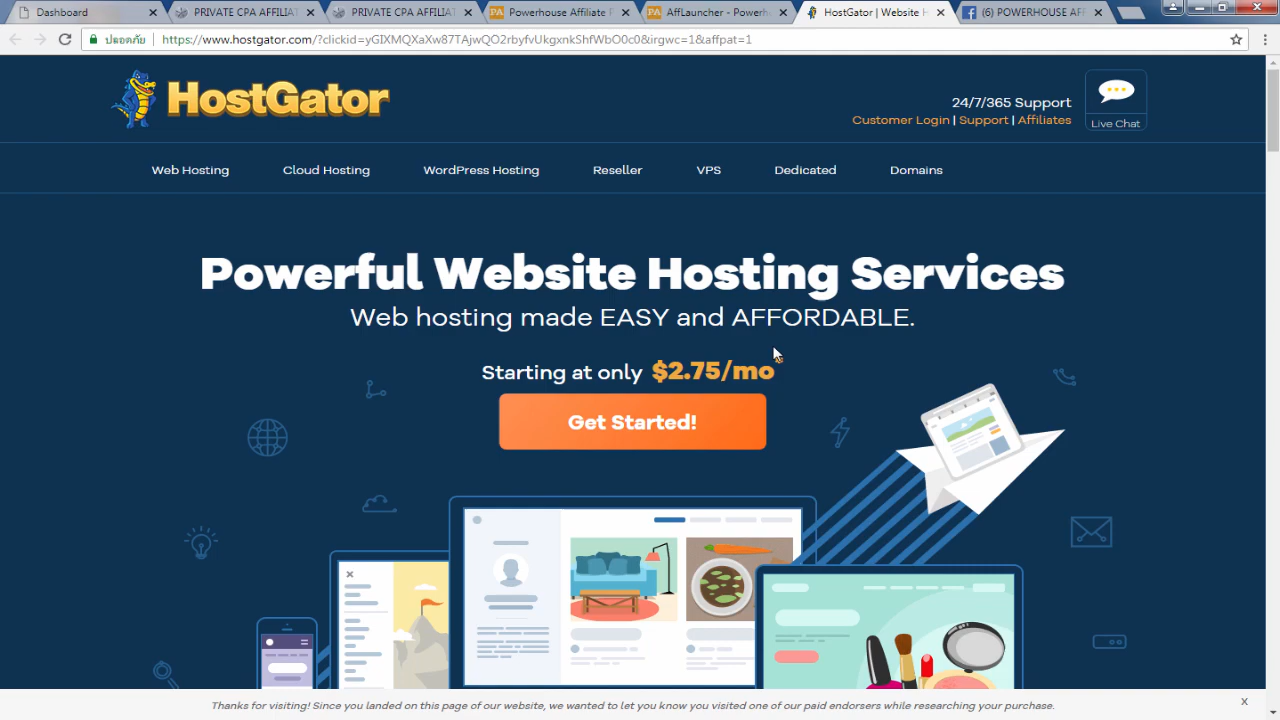 Dashboard
PRIVATE CPA AFFILIAT
PRIVATE CPA AFFILIAT
Powerhouse Affiliate P
AffLauncher - Powerho
HostGator | Website H
(6) POWERHOUSE AFF
ปลอดภัย
https://www.hostgator.com/?clickid=yGIXMQXaXw87TAjwQO2rbyfvUkgxnkShfWbO0c0&irgwc=1&affpat=1
HostGator
24/7/365 Support
Customer Login | Support | Affiliates
Live Chat
Web Hosting Cloud Hosting WordPress Hosting Reseller VPS Dedicated Domains
Powerful Website Hosting Services
Web hosting made EASY and AFFORDABLE.
Starting at only $2.75/mo
Get Started!
Thanks for visiting! Since you landed on this page of our website, we wanted to let you know you visited one of our paid endorsers while researching your purchase.
X